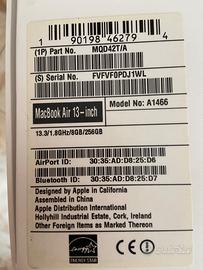 1 90198 46279 4
(1P) Part No. MQD42T/A
(S) Serial No. FVFVF0PDJ1WL
MacBook Air 13-inch
Model No: A1466
13.3/1.8GHz/8GB/256GB
AirPort ID: 30:35:AD:D8:25:D6
Bluetooth ID: 30:35:AD:D8:25:D7
Designed by Apple in California
Assembled in China
Apple Distribution International
Hollyhill Industrial Estate, Cork, Ireland
Other Foreign Items as Marked Thereon
ENERGY STAR